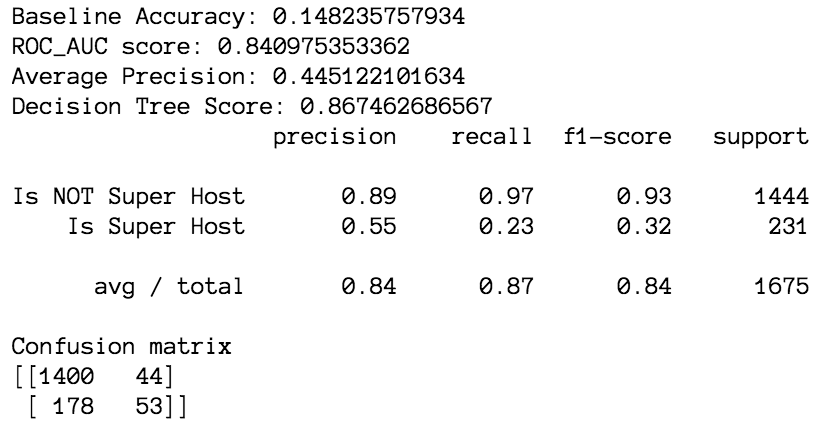 Baseline Accuracy: 0.148235757934
ROC_AUC score: 0.840975353362
Average Precision: 0.445122101634
Decision Tree Score: 0.867462686567
precision recall f1-score support
Is NOT Super Host 0.89 0.97 0.93 1444
Is Super Host 0.55 0.23 0.32 231
avg / total 0.84 0.87 0.84 1675
Confusion matrix
[[1400 44]
[ 178 53]]